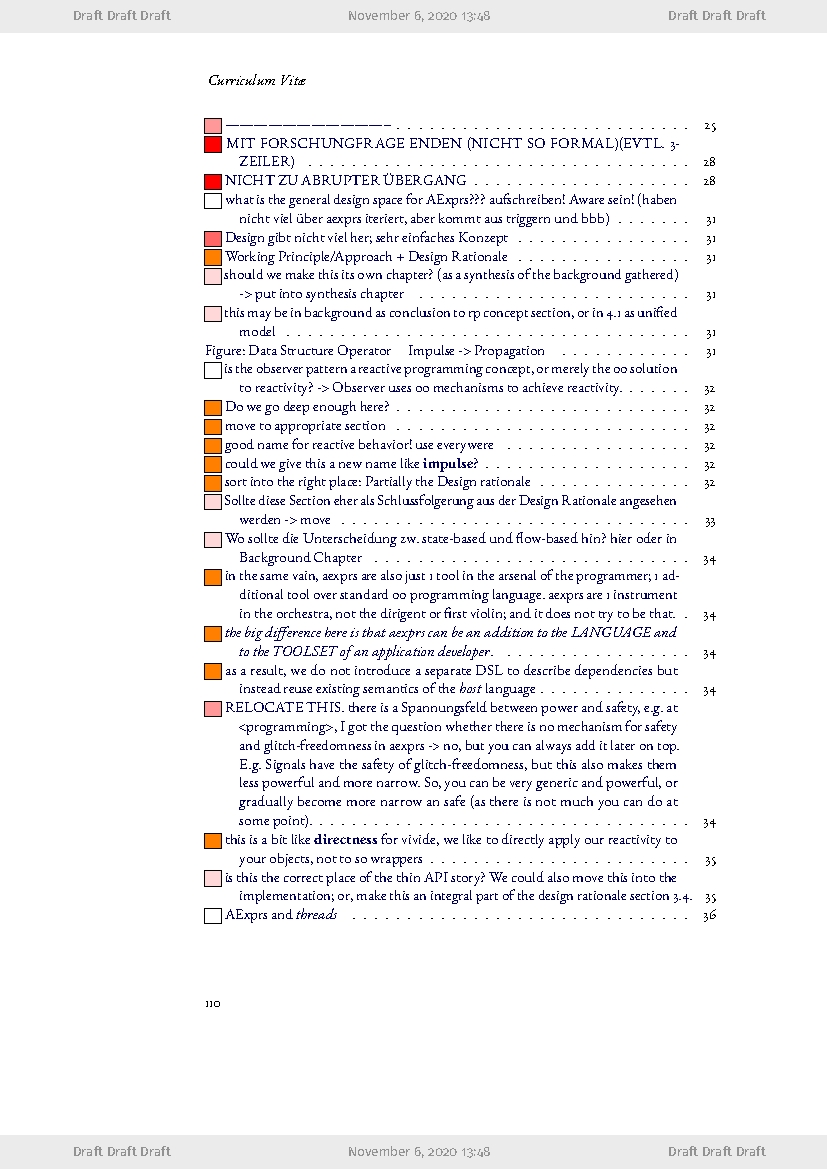 Draft Draft Draft November 6, 2020 13:48 Draft Draft Draft
Curriculum Vitæ
———————————— . . . . . . . . . . . . . . . . . . . . . 25
MIT FORSCHUNGFRAGE ENDEN (NICHT SO FORMAL)(EVTL. 3-
ZEILER) . . . . . . . . . . . . . . . . . . . . . . . . . . . . 28
NICHT ZU ABRUPTER ÜBERGANG . . . . . . . . . . . . . . . . 28
what is the general design space for AExprs??? aufschreiben! Aware sein! (haben
nicht viel über aexprs iteriert, aber kommt aus triggern und bbb) . . . . . . 31
Design gibt nicht viel her; sehr einfaches Konzept . . . . . . . . . . . . . 31
Working Principle/Approach + Design Rationale . . . . . . . . . . . . . 31
should we make this its own chapter? (as a synthesis of the background gathered)
-> put into synthesis chapter . . . . . . . . . . . . . . . . . . . . 31
this may be in background as conclusion to rp concept section, or in 4.1 as unified
model . . . . . . . . . . . . . . . . . . . . . . . . . . . . . . 31
Figure: Data Structure Operator Impulse -> Propagation . . . . . . . . . . 31
is the observer pattern a reactive programming concept, or merely the oo solution
to reactivity? -> Observer uses oo mechanisms to achieve reactivity. . . . . . 32
Do we go deep enough here? . . . . . . . . . . . . . . . . . . . . . . 32
move to appropriate section . . . . . . . . . . . . . . . . . . . . . . 32
good name for reactive behavior! use everywere . . . . . . . . . . . . . . 32
could we give this a new name like impulse? . . . . . . . . . . . . . . . 32
sort into the right place: Partially the Design rationale . . . . . . . . . . . 32
Sollte diese Section eher als Schlussfolgerung aus der Design Rationale angesehen
werden -> move . . . . . . . . . . . . . . . . . . . . . . . . . . 33
Wo sollte die Unterscheidung zw. state-based und flow-based hin? hier oder in
Background Chapter . . . . . . . . . . . . . . . . . . . . . . . . 34
in the same vain, aexprs are also just 1 tool in the arsenal of the programmer; 1 ad-
ditional tool over standard oo programming language. aexprs are 1 instrument
in the orchestra, not the dirigent or first violin; and it does not try to be that. . 34
the big difference here is that aexprs can be an addition to the LANGUAGE and
to the TOOLSET of an application developer. . . . . . . . . . . . . . . . 34
as a result, we do not introduce a separate DSL to describe dependencies but
instead reuse existing semantics of the host language . . . . . . . . . . . 34
RELOCATE THIS. there is a Spannungsfeld between power and safety, e.g. at
<programming>, I got the question whether there is no mechanism for safety
and glitch-freedomness in aexprs -> no, but you can always add it later on top.
E.g. Signals have the safety of glitch-freedomness, but this also makes them
less powerful and more narrow. So, you can be very generic and powerful, or
gradually become more narrow an safe (as there is not much you can do at
some point). . . . . . . . . . . . . . . . . . . . . . . . . . . . . 34
this is a bit like directness for vivide, we like to directly apply our reactivity to
your objects, not to so wrappers . . . . . . . . . . . . . . . . . . . 35
is this the correct place of the thin API story? We could also move this into the
implementation; or, make this an integral part of the design rationale section 3.4. 35
AExprs and threads . . . . . . . . . . . . . . . . . . . . . . . . . 36
110
Draft Draft Draft November 6, 2020 13:48 Draft Draft Draft